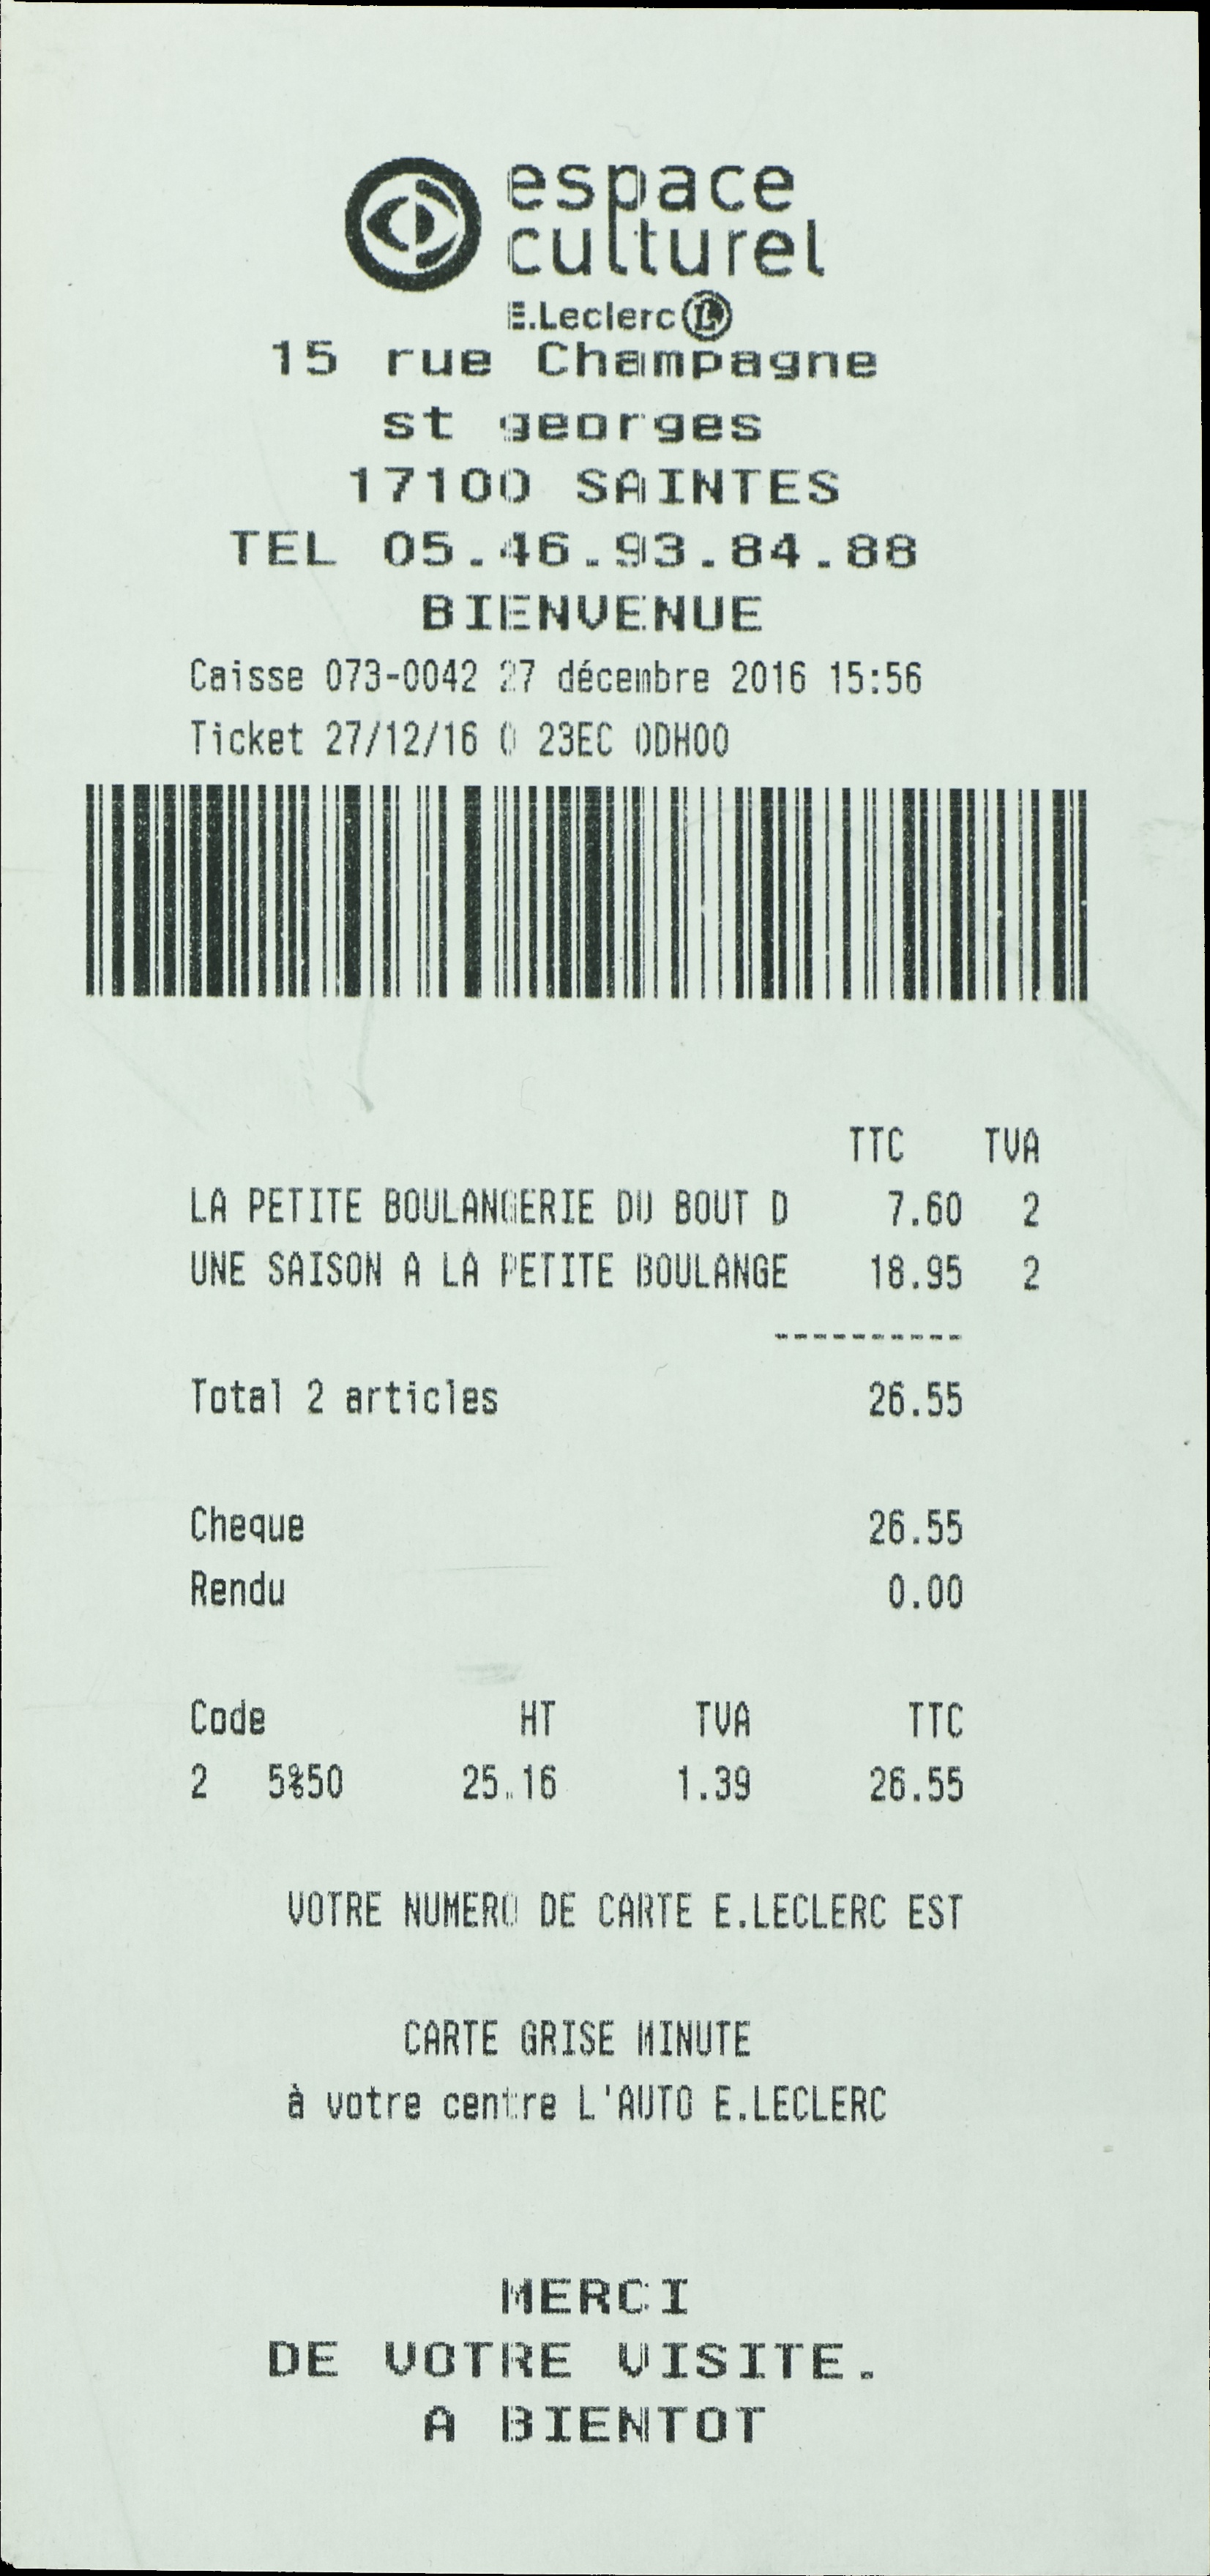 espace
culturel
E.Leclerc L
15 rue Champagne
st georges
17100 SAINTES
TEL 05.46.93.84.88
BIENVENUE
Caisse 073-0042 27 décembre 2016 15:56
Ticket 27/12/16 0 23EC 0DH00
TTC TVA
LA PETITE BOULANGERIE DU BOUT D 7.60 2
UNE SAISON A LA PETITE BOULANGE 18.95 2
----------
Total 2 articles 26.55
Cheque 26.55
Rendu 0.00
Code HT TVA TTC
2 5%50 25.16 1.39 26.55
VOTRE NUMERO DE CARTE E.LECLERC EST
CARTE GRISE MINUTE
à votre centre L'AUTO E.LECLERC
MERCI
DE VOTRE VISITE.
A BIENTOT